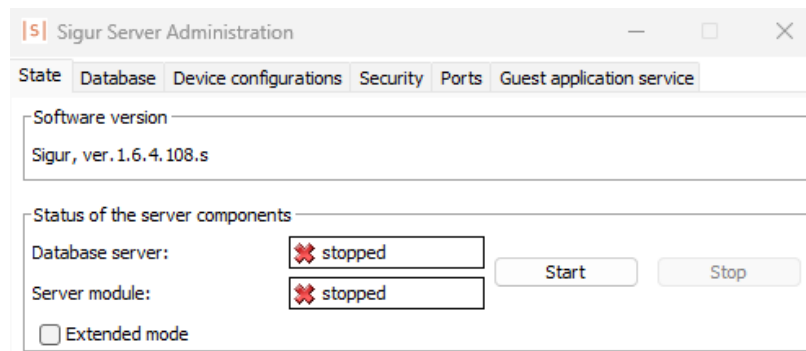 |S| Sigur Server Administration
State Database Device configurations Security Ports Guest application service
Software version
Sigur, ver.1.6.4.108.s
Status of the server components
Database server: stopped
Start Stop
Server module: stopped
Extended mode